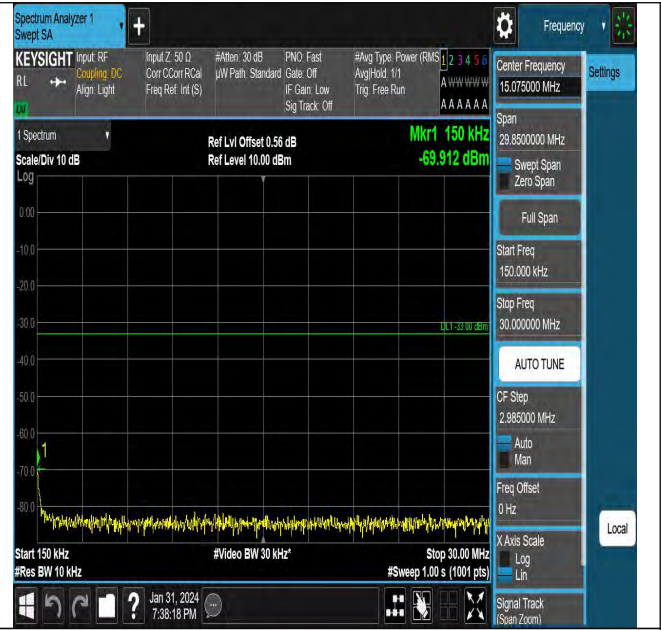 Spectrum Analyzer 1
Swept SA
Frequency
KEYSIGHT
RL
Input: RF
Coupling: DC
Align: Light
Input Z: 50 Ω
Corr CCorr RCal
Freq Ref: Int (S)
#Atten: 30 dB
µW Path: Standard
PNO: Fast
Gate: Off
IF Gain: Low
Sig Track: Off
#Avg Type: Power (RMS
Avg|Hold: 1/1
Trig: Free Run
1 2 3 4 5 6
A W W W W W
A A A A A A
1 Spectrum
Scale/Div 10 dB
Log
Ref Lvl Offset 0.56 dB
Ref Level 10.00 dBm
Mkr1 150 kHz
-69.912 dBm
0.00
-10.0
-20.0
-30.0
DL1 -33.00 dBm
-40.0
-50.0
-60.0
1
-70.0
-80.0
Start 150 kHz
#Res BW 10 kHz
#Video BW 30 kHz*
Stop 30.00 MHz
#Sweep 1.00 s (1001 pts)
Jan 31, 2024
7:38:18 PM
Center Frequency
15.075000 MHz
Settings
Span
29.8500000 MHz
Swept Span
Zero Span
Full Span
Start Freq
150.000 kHz
Stop Freq
30.000000 MHz
AUTO TUNE
CF Step
2.985000 MHz
Auto
Man
Freq Offset
0 Hz
X Axis Scale
Log
Lin
Local
Signal Track
(Span Zoom)